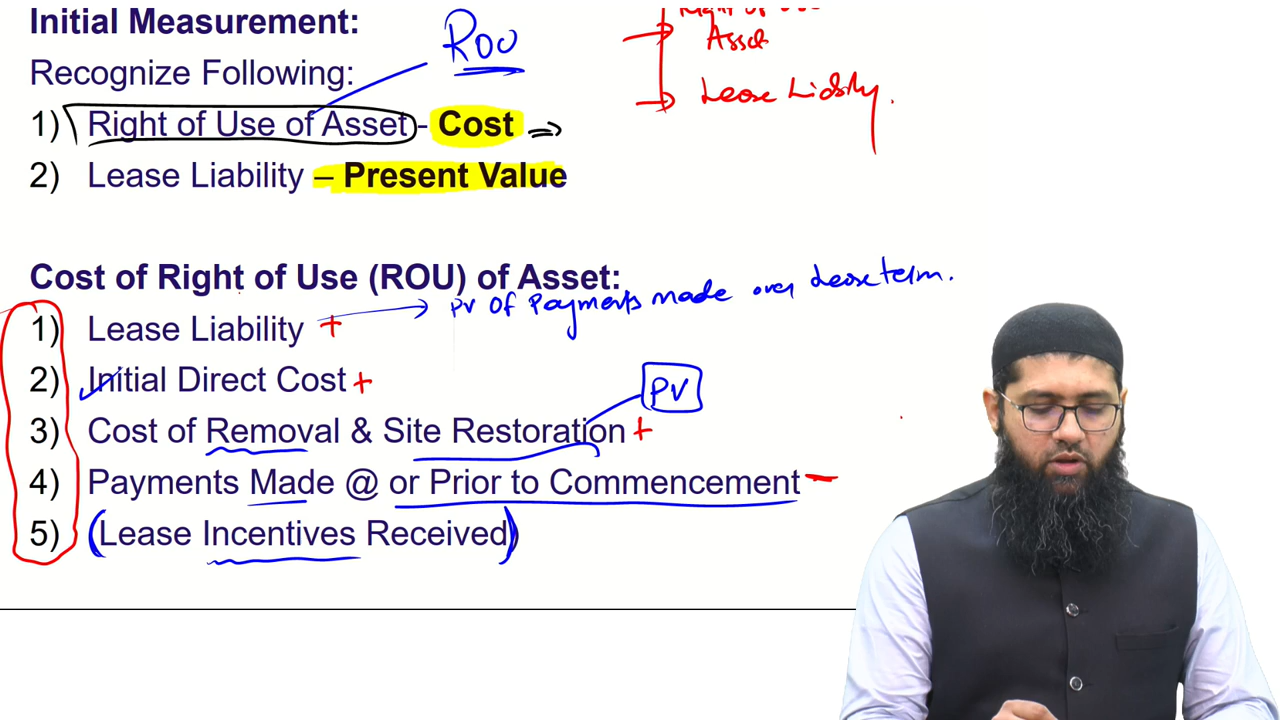 Initial Measurement:
ROU
Asset
Recognize Following:
Lease Liability.
1) Right of Use of Asset - Cost ⇒
2) Lease Liability – Present Value
Cost of Right of Use (ROU) of Asset:
→ PV Of Payments made over Lease term.
1) Lease Liability +
2) Initial Direct Cost +
PV
3) Cost of Removal & Site Restoration +
4) Payments Made @ or Prior to Commencement -
5) (Lease Incentives Received)